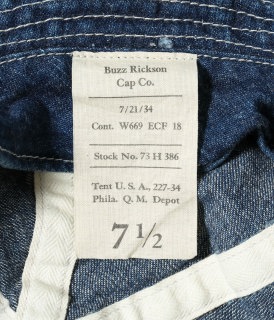 Buzz Rickson
Cap Co.
7/21/34
Cont. W669 ECF 18
Stock No. 73 H 386
Tent U. S. A., 227-34
Phila. Q. M. Depot
7 1/2